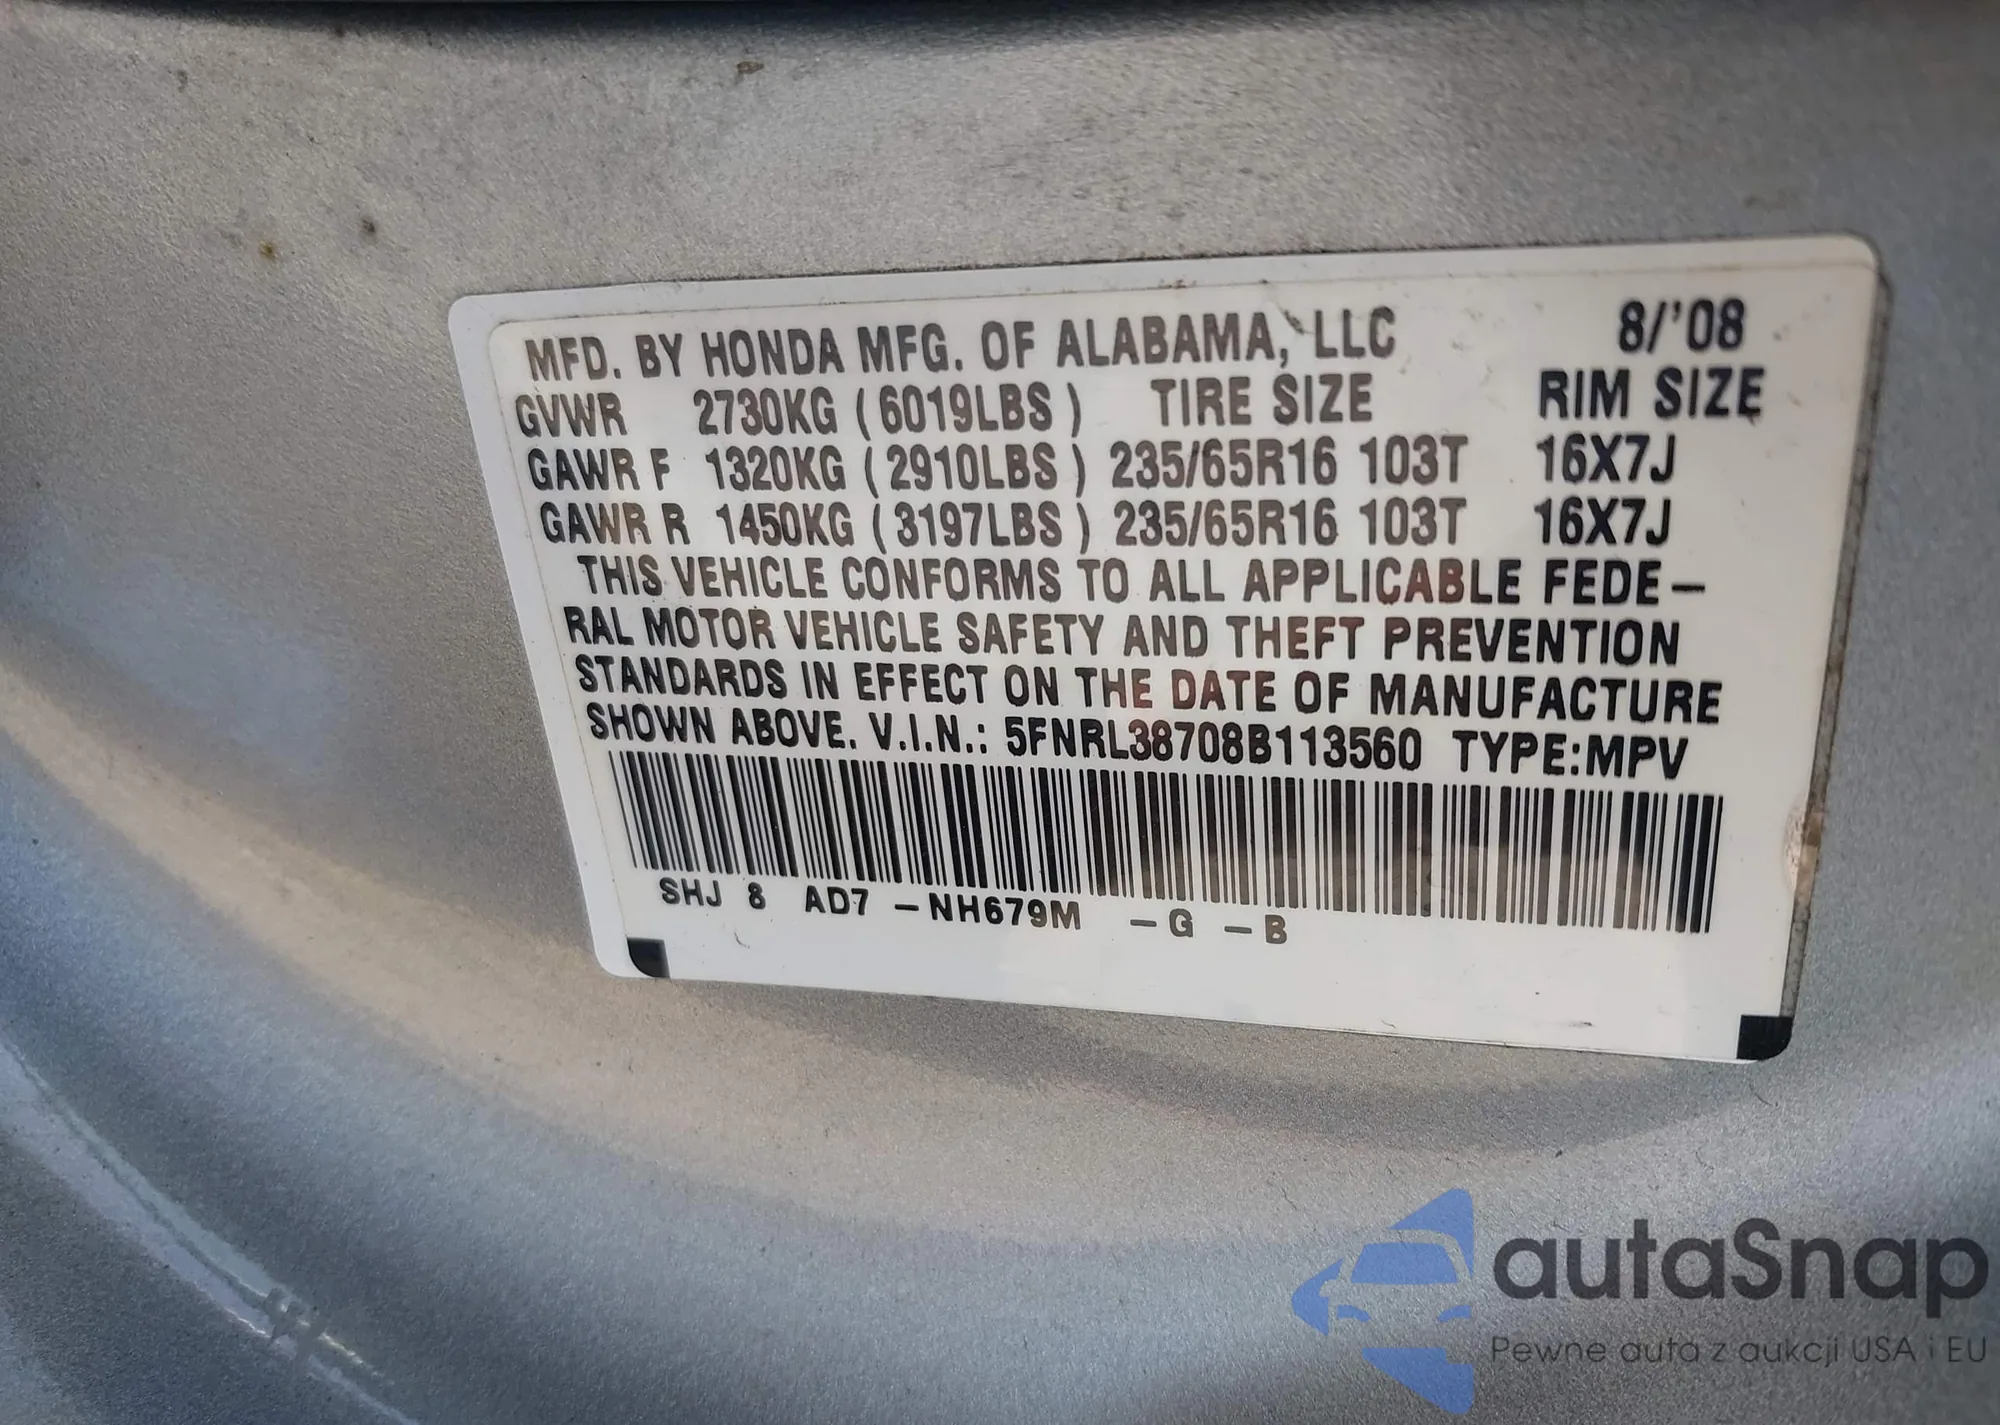 MFD. BY HONDA MFG. OF ALABAMA, LLC 8/'08
GVWR 2730KG ( 6019LBS ) TIRE SIZE RIM SIZE
GAWR F 1320KG ( 2910LBS ) 235/65R16 103T 16X7J
GAWR R 1450KG ( 3197LBS ) 235/65R16 103T 16X7J
THIS VEHICLE CONFORMS TO ALL APPLICABLE FEDE-
RAL MOTOR VEHICLE SAFETY AND THEFT PREVENTION
STANDARDS IN EFFECT ON THE DATE OF MANUFACTURE
SHOWN ABOVE. V.I.N.: 5FNRL38708B113560 TYPE:MPV
SHJ 8 AD7 -NH679M -G -B
autaSnap
Pewne auta z aukcji USA i EU